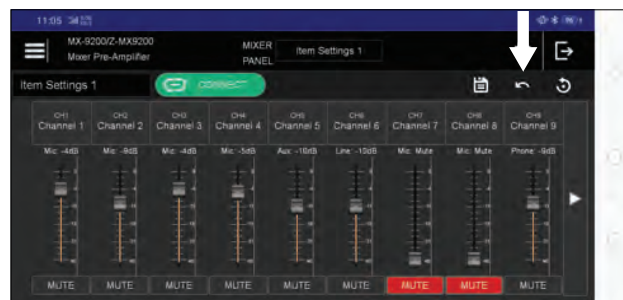 11:05
MX-9200/Z-MX9200
Mixer Pre-Amplifier
MIXER PANEL
Item Settings 1
Item Settings 1
CONNECT
CH1 CH2 CH3 CH4 CH5 CH6 CH7 CH8 CH9
Channel 1 Channel 2 Channel 3 Channel 4 Channel 5 Channel 6 Channel 7 Channel 8 Channel 9
Mic: -4dB Mic: -9dB Mic: -4dB Mic: -5dB Aux: -10dB Line: -10dB Mic: Mute Mic: Mute Phone: -9dB
MUTE MUTE MUTE MUTE MUTE MUTE MUTE MUTE MUTE